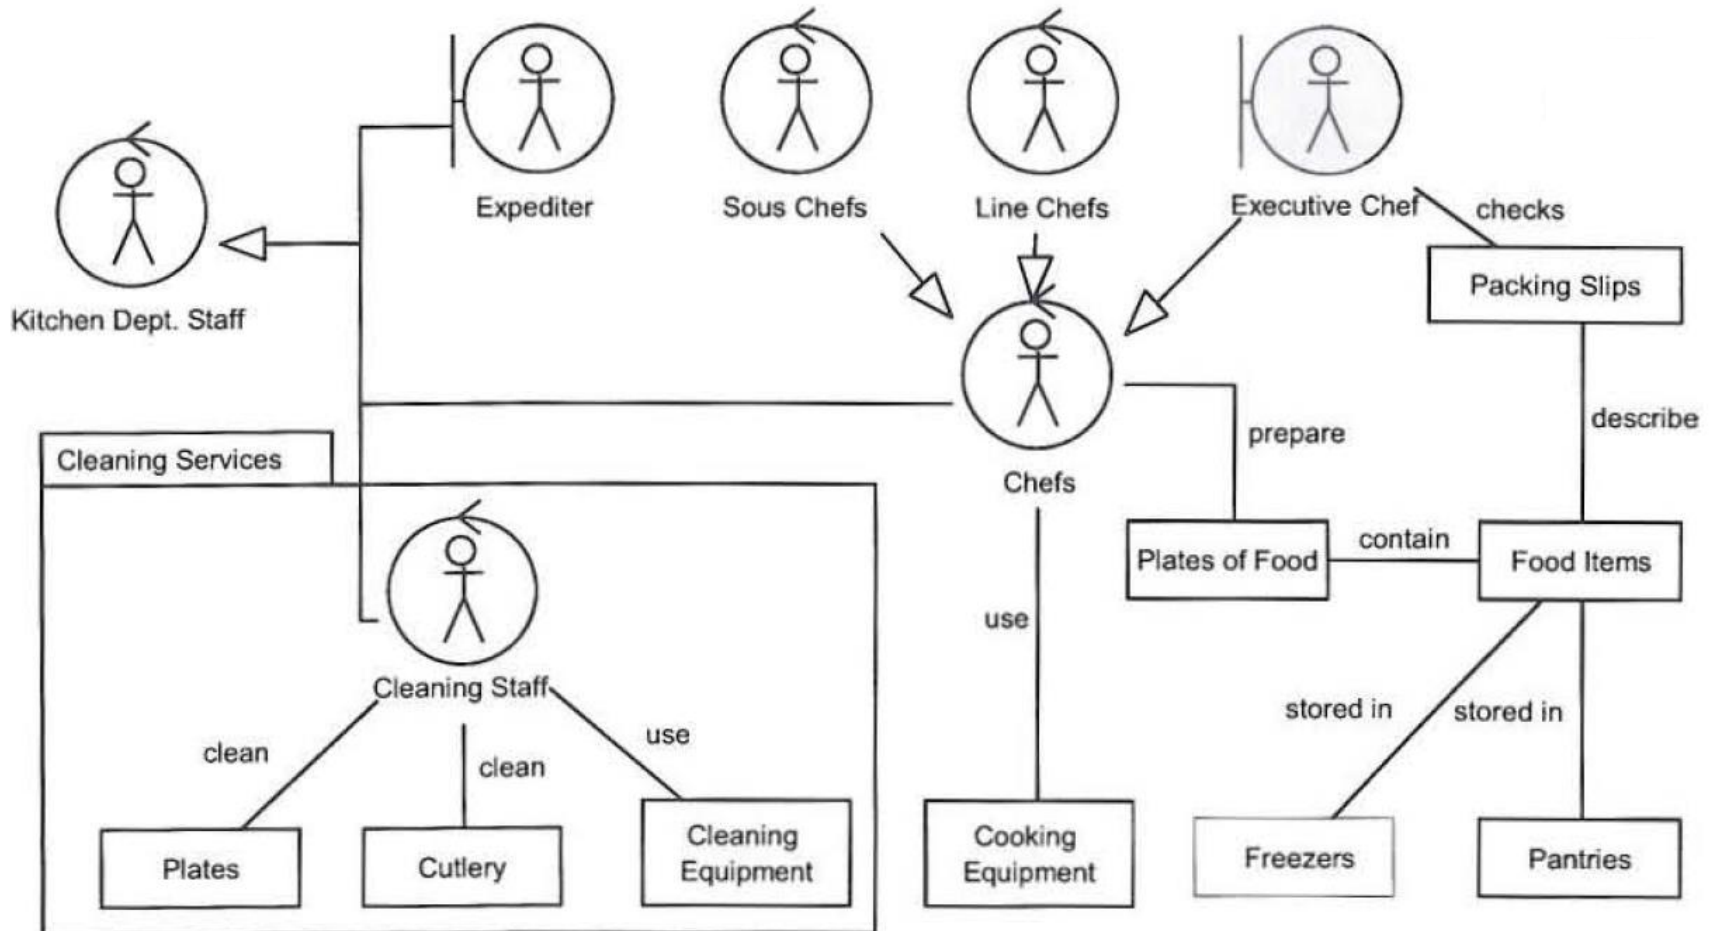 Expediter
Sous Chefs
Line Chefs
Executive Chef
checks
Packing Slips
Kitchen Dept. Staff
describe
prepare
Cleaning Services
Chefs
Plates of Food
contain
Food Items
use
Cleaning Staff
stored in
stored in
clean
clean
use
Plates
Cutlery
Cleaning
Equipment
Cooking
Equipment
Freezers
Pantries